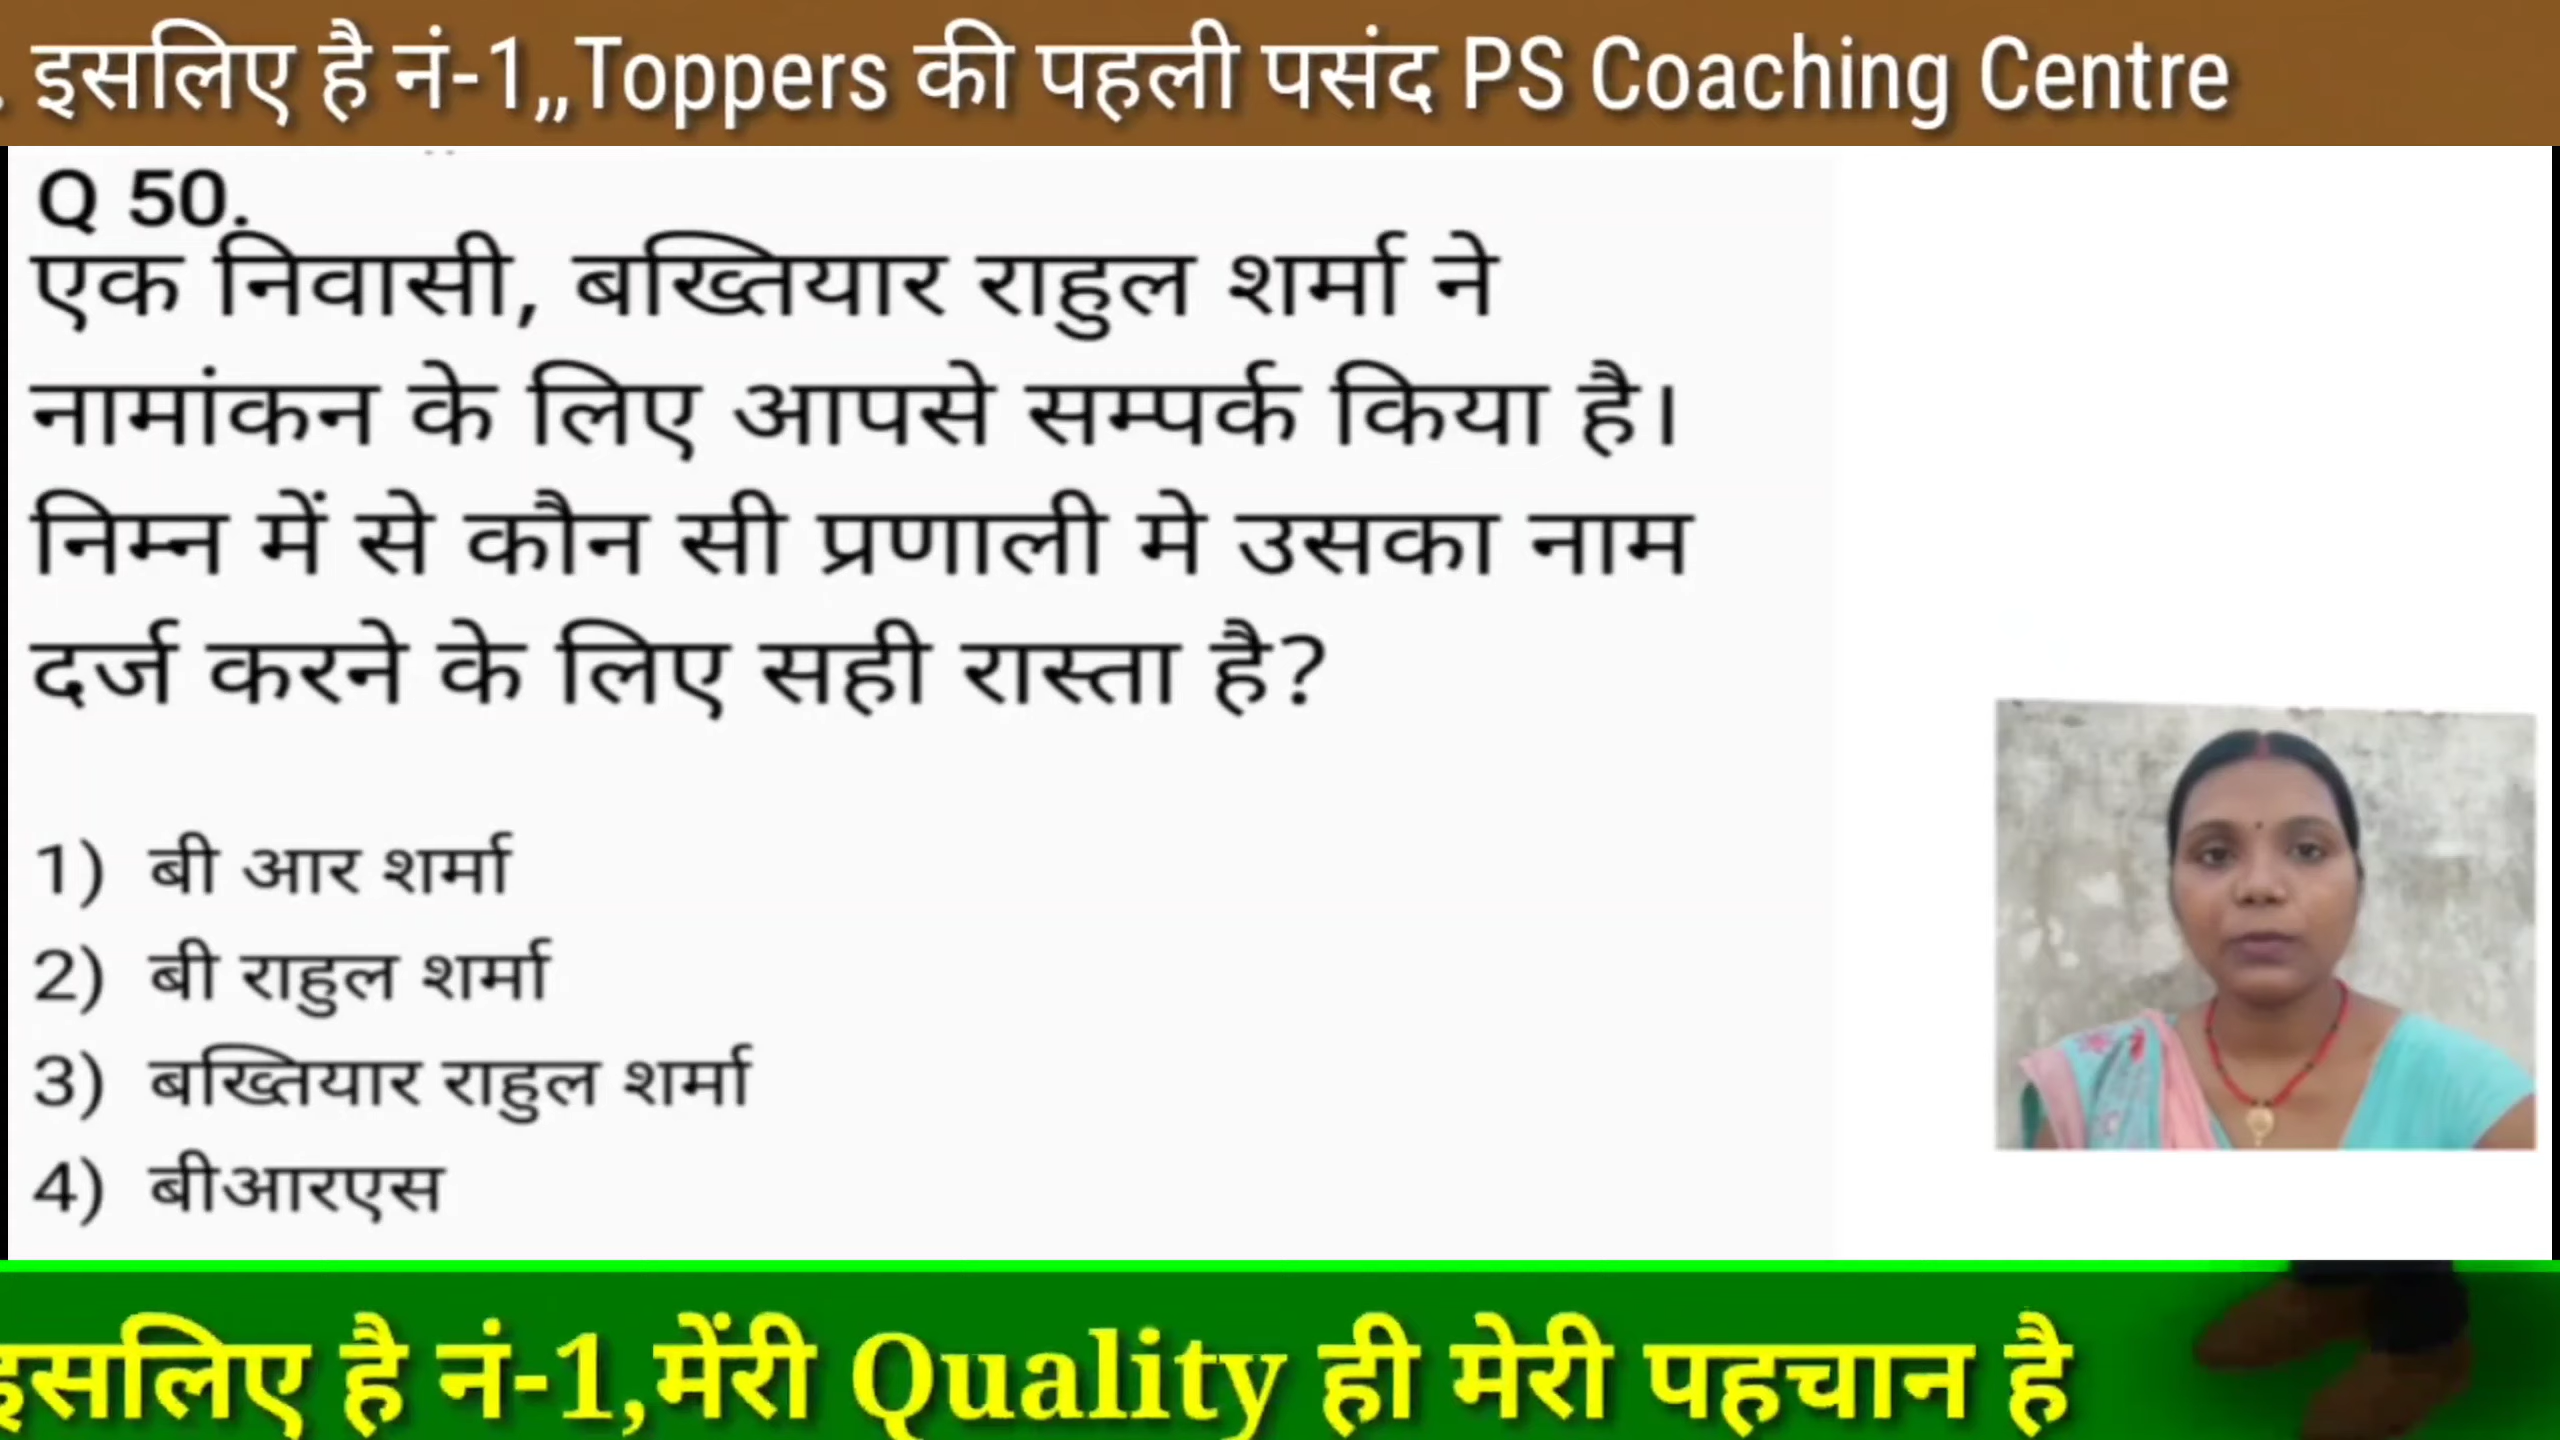 . इसलिए है नं-1,,Toppers की पहली पसंद PS Coaching Centre
Q 50.
एक निवासी, बख्तियार राहुल शर्मा ने
नामांकन के लिए आपसे सम्पर्क किया है।
निम्न में से कौन सी प्रणाली मे उसका नाम
दर्ज करने के लिए सही रास्ता है?
1) बी आर शर्मा
2) बी राहुल शर्मा
3) बख्तियार राहुल शर्मा
4) बीआरएस
इसलिए है नं-1,मेंरी Quality ही मेरी पहचान है